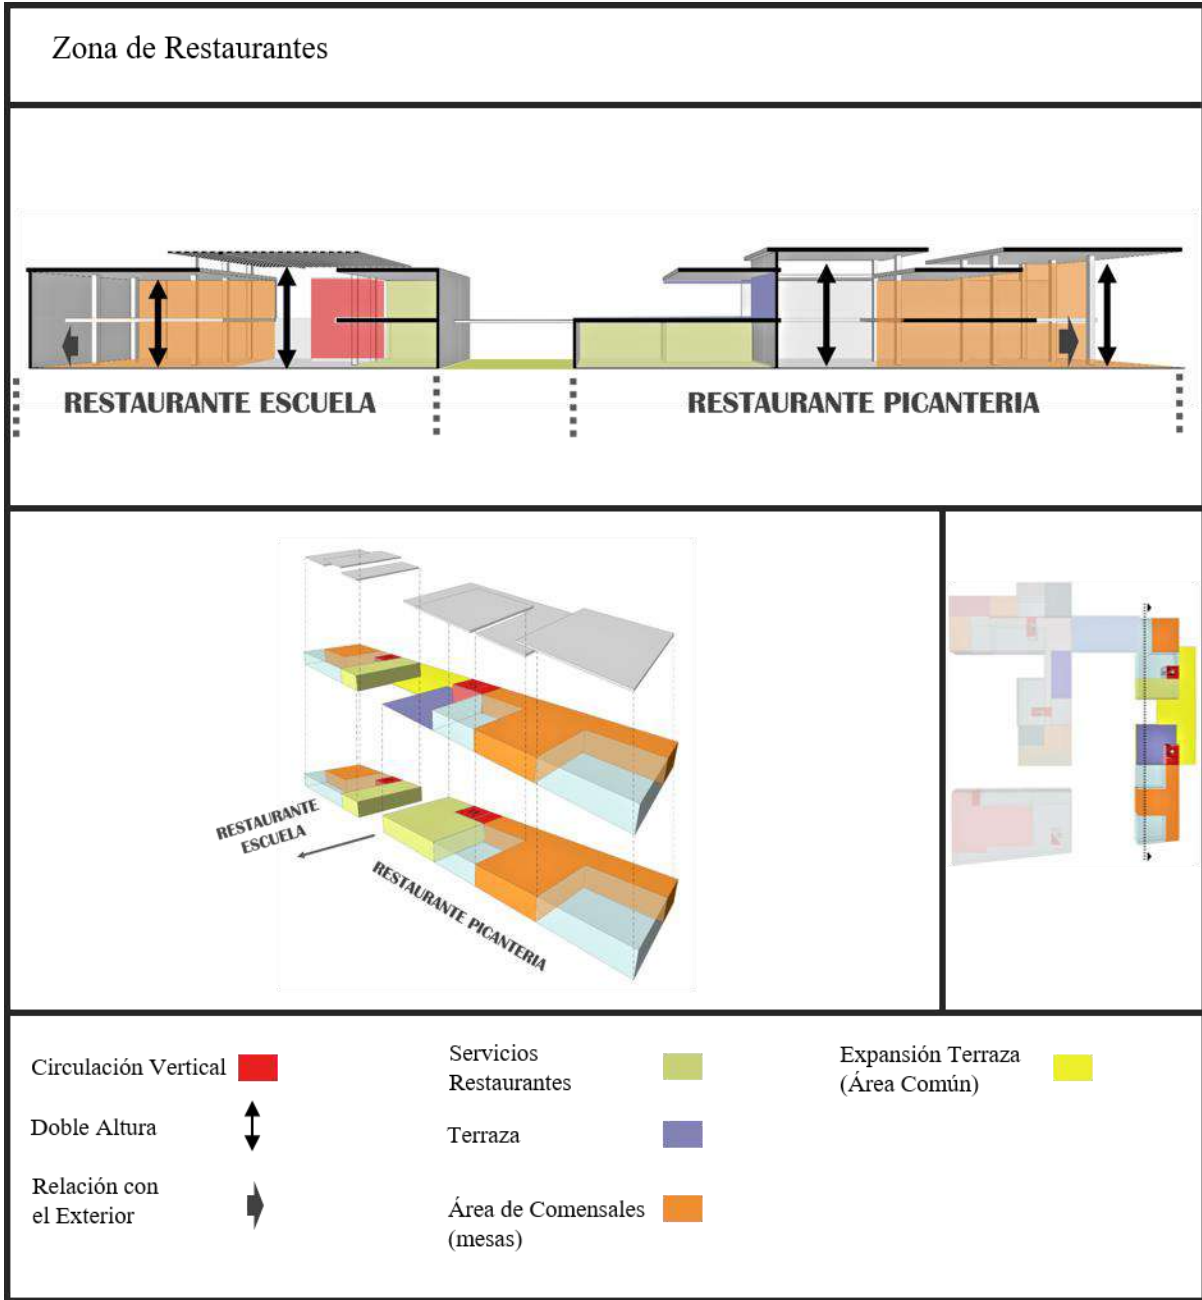 Zona de Restaurantes
RESTAURANTE ESCUELA
RESTAURANTE PICANTERIA
RESTAURANTE
ESCUELA
RESTAURANTE PICANTERIA
Circulación Vertical
Doble Altura
Relación con
el Exterior
Servicios
Restaurantes
Terraza
Área de Comensales
(mesas)
Expansión Terraza
(Área Común)